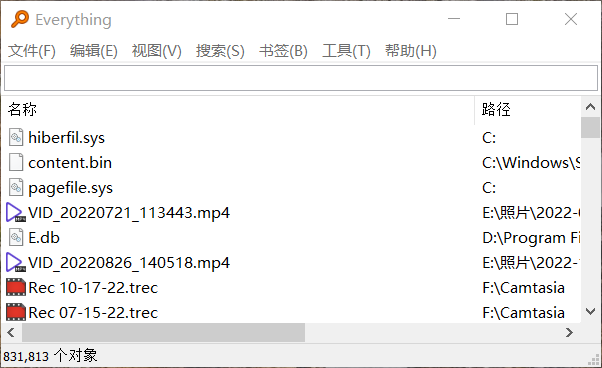 Everything
文件(F) 编辑(E) 视图(V) 搜索(S) 书签(B) 工具(T) 帮助(H)
名称 路径
hiberfil.sys C:
content.bin C:\Windows\S
pagefile.sys C:
VID_20220721_113443.mp4 E:\照片\2022-
E.db D:\Program Fi
VID_20220826_140518.mp4 E:\照片\2022-
Rec 10-17-22.trec F:\Camtasia
Rec 07-15-22.trec F:\Camtasia
831,813 个对象